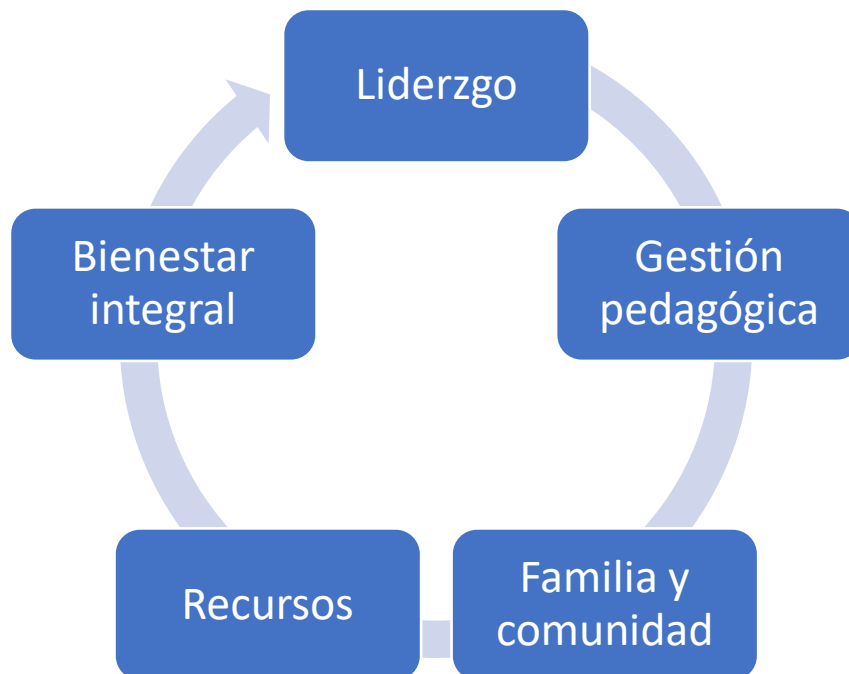 Liderzgo
Gestión
pedagógica
Familia y
comunidad
Recursos
Bienestar
integral